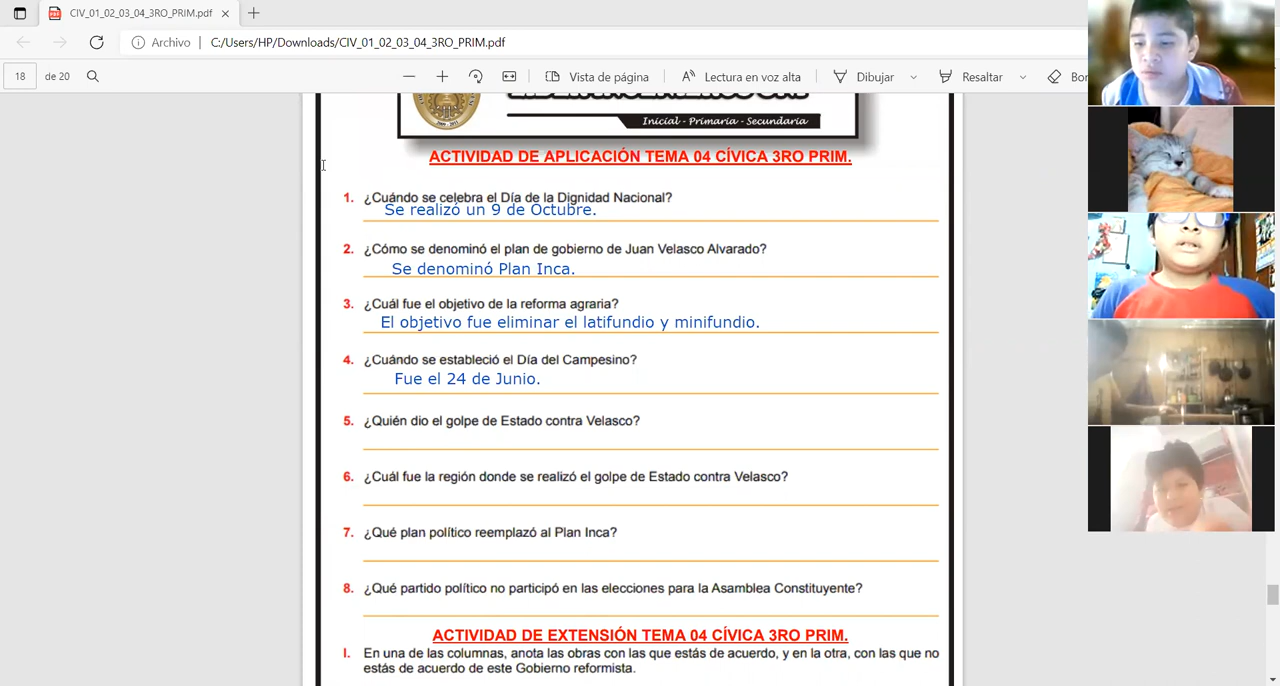 CIV_01_02_03_04_3RO_PRIM.pdf
Archivo | C:/Users/HP/Downloads/CIV_01_02_03_04_3RO_PRIM.pdf
18 de 20 Vista de página Lectura en voz alta Dibujar Resaltar
Inicial - Primaria - Secundaria
ACTIVIDAD DE APLICACIÓN TEMA 04 CÍVICA 3RO PRIM.
1. ¿Cuándo se celebra el Día de la Dignidad Nacional?
Se realizó un 9 de Octubre.
2. ¿Cómo se denominó el plan de gobierno de Juan Velasco Alvarado?
Se denominó Plan Inca.
3. ¿Cuál fue el objetivo de la reforma agraria?
El objetivo fue eliminar el latifundio y minifundio.
4. ¿Cuándo se estableció el Día del Campesino?
Fue el 24 de Junio.
5. ¿Quién dio el golpe de Estado contra Velasco?
6. ¿Cuál fue la región donde se realizó el golpe de Estado contra Velasco?
7. ¿Qué plan político reemplazó al Plan Inca?
8. ¿Qué partido político no participó en las elecciones para la Asamblea Constituyente?
ACTIVIDAD DE EXTENSIÓN TEMA 04 CÍVICA 3RO PRIM.
I. En una de las columnas, anota las obras con las que estás de acuerdo, y en la otra, con las que no
estás de acuerdo de este Gobierno reformista.